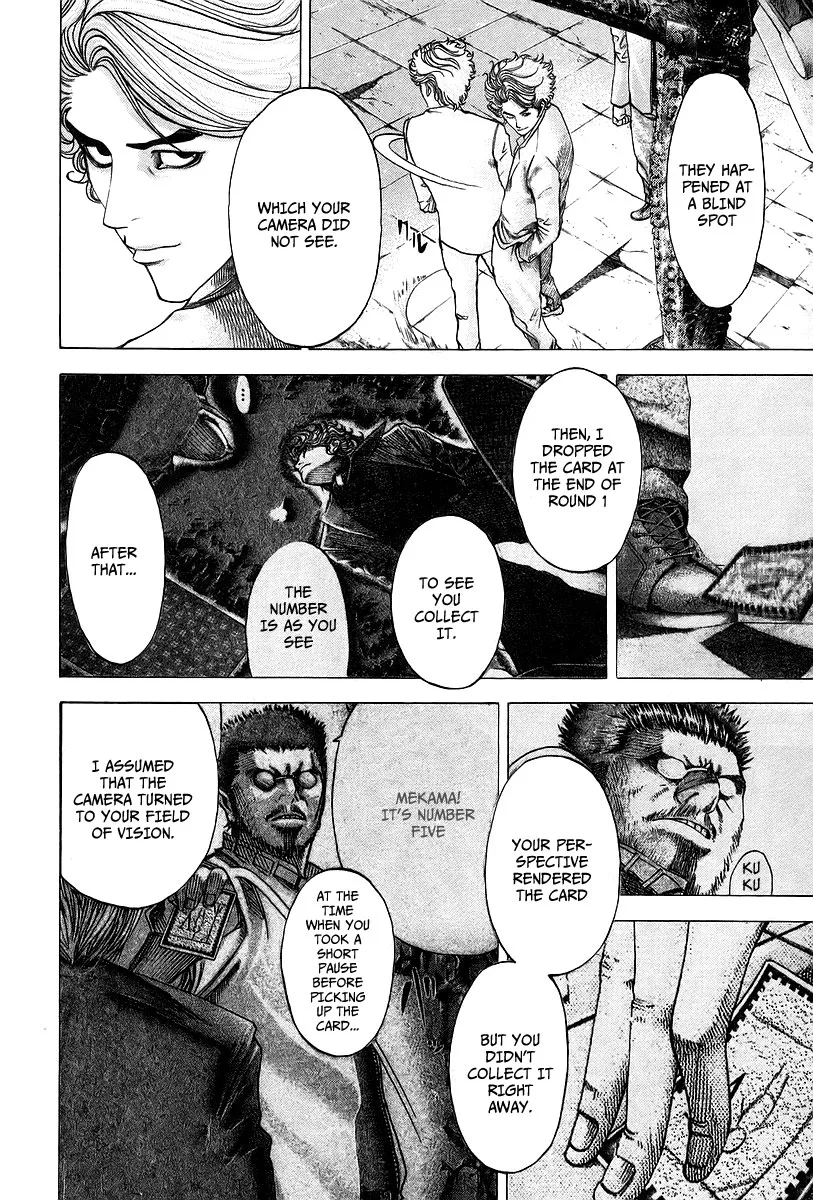 THEY HAP-
PENED AT
A BLIND
SPOT
グルル
WHICH YOUR
CAMERA DID
NOT SEE.
THEN, I
DROPPED
THE CARD AT
THE END OF
ROUND 1
TO SEE
YOU
COLLECT
IT.
...
THE
NUMBER
IS AS YOU
SEE
AFTER
THAT...
KU
KU
YOUR PER-
SPECTIVE
RENDERED
THE CARD
BUT YOU
DIDN'T
COLLECT IT
RIGHT
AWAY.
MEKAMA!
IT'S NUMBER
FIVE
AT THE
TIME
WHEN YOU
TOOK A
SHORT
PAUSE
BEFORE
PICKING
UP THE
CARD...
I ASSUMED
THAT THE
CAMERA TURNED
TO YOUR FIELD
OF VISION.